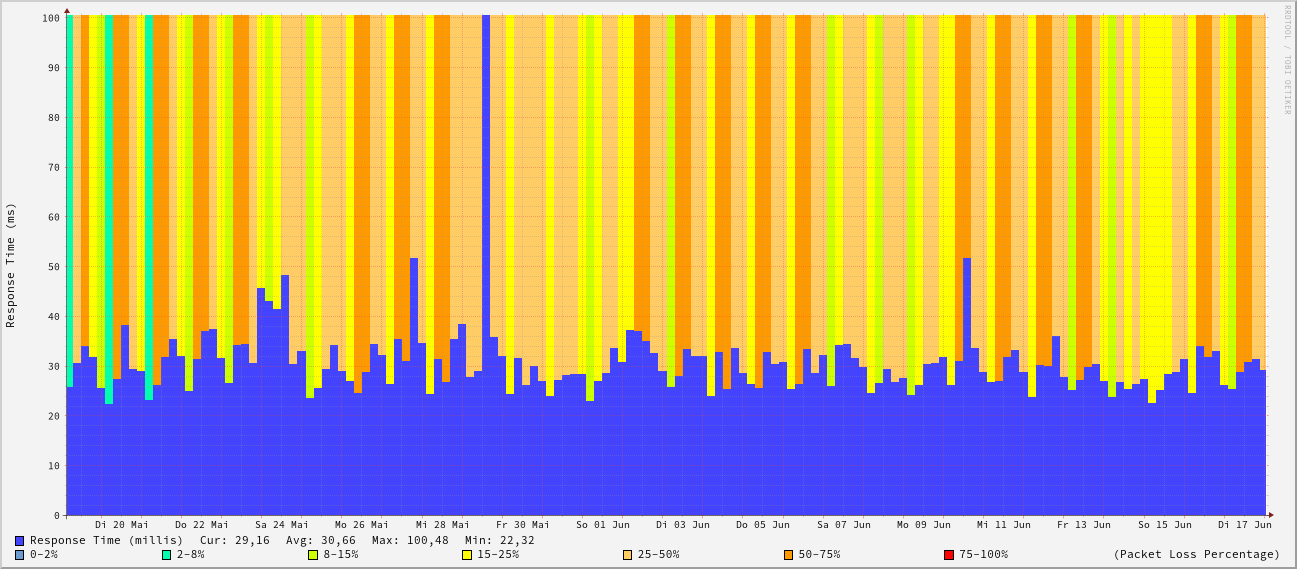 100
90
80
70
60
50
40
30
20
10
0
Response Time (ms)
RRDTOOL / TOBI OETIKER
Di 20 Mai Do 22 Mai Sa 24 Mai Mo 26 Mai Mi 28 Mai Fr 30 Mai So 01 Jun Di 03 Jun Do 05 Jun Sa 07 Jun Mo 09 Jun Mi 11 Jun Fr 13 Jun So 15 Jun Di 17 Jun
Response Time (millis) Cur: 29,16 Avg: 30,66 Max: 100,48 Min: 22,32
0-2% 2-8% 8-15% 15-25% 25-50% 50-75% 75-100% (Packet Loss Percentage)